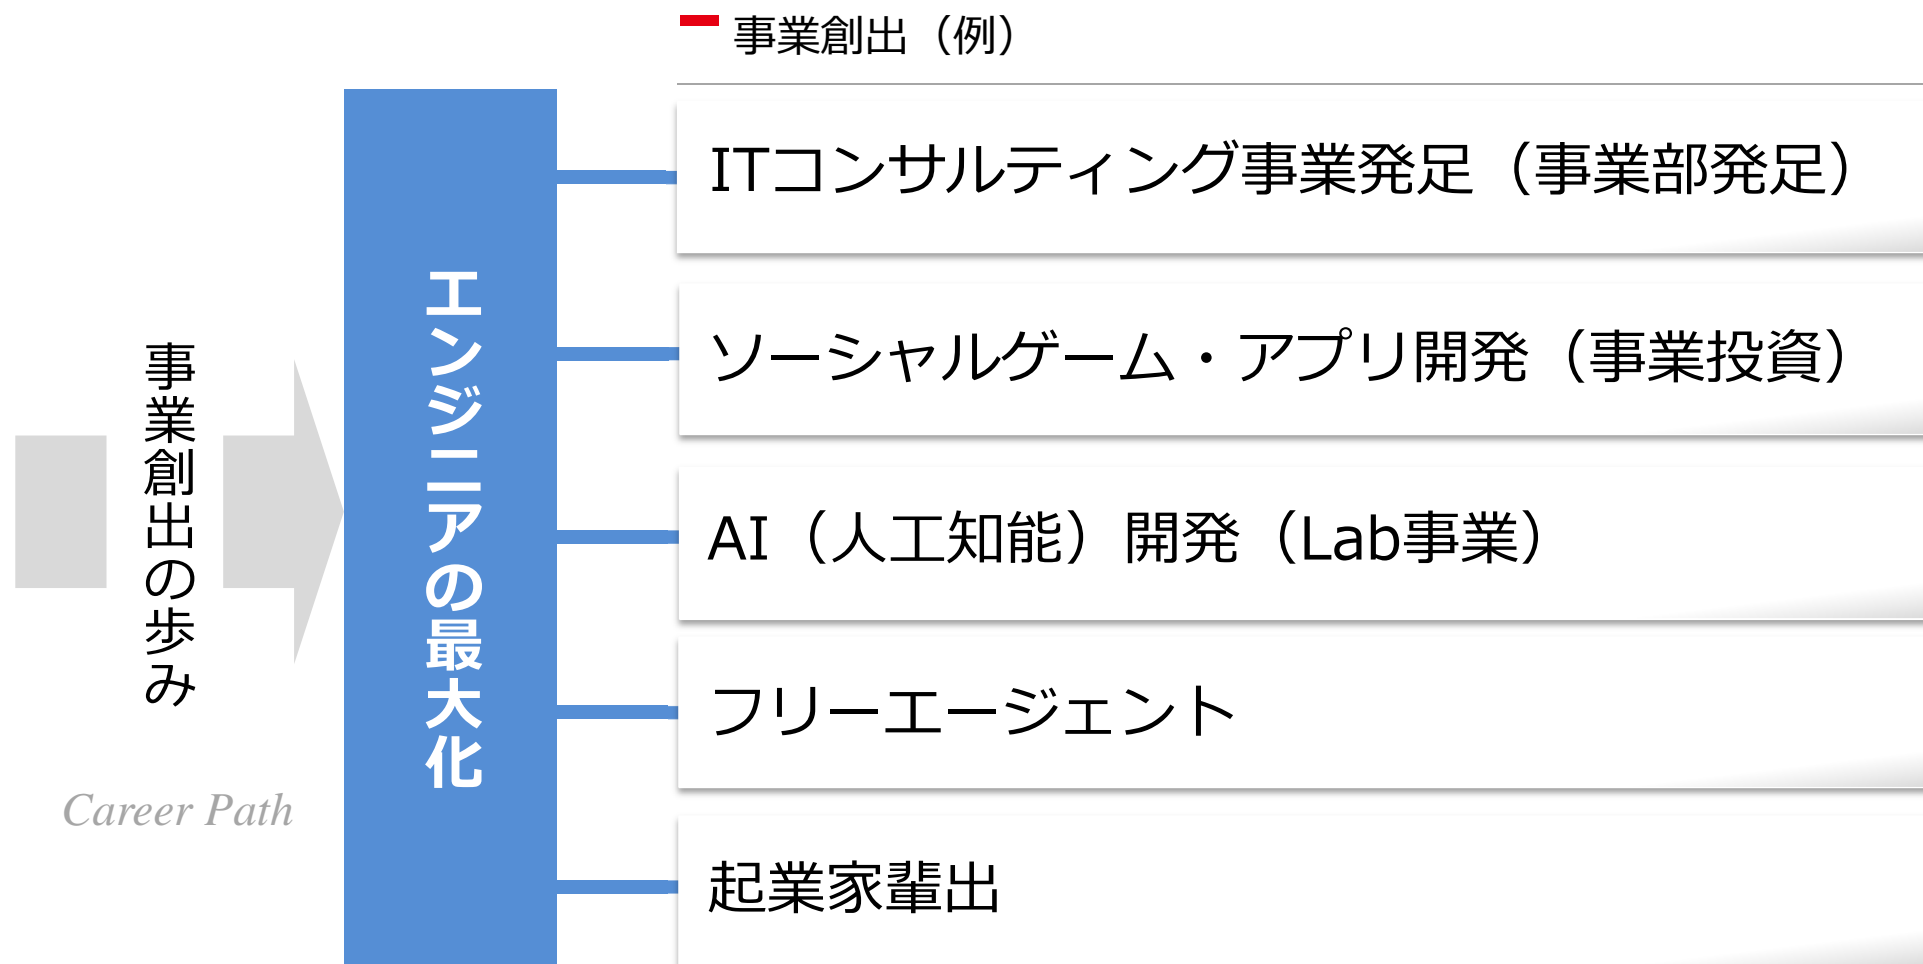 事業創出（例）
事業創出の歩み
Career Path
エンジニアの最大化
ITコンサルティング事業発足（事業部発足）
ソーシャルゲーム・アプリ開発（事業投資）
AI（人工知能）開発（Lab事業）
フリーエージェント
起業家輩出